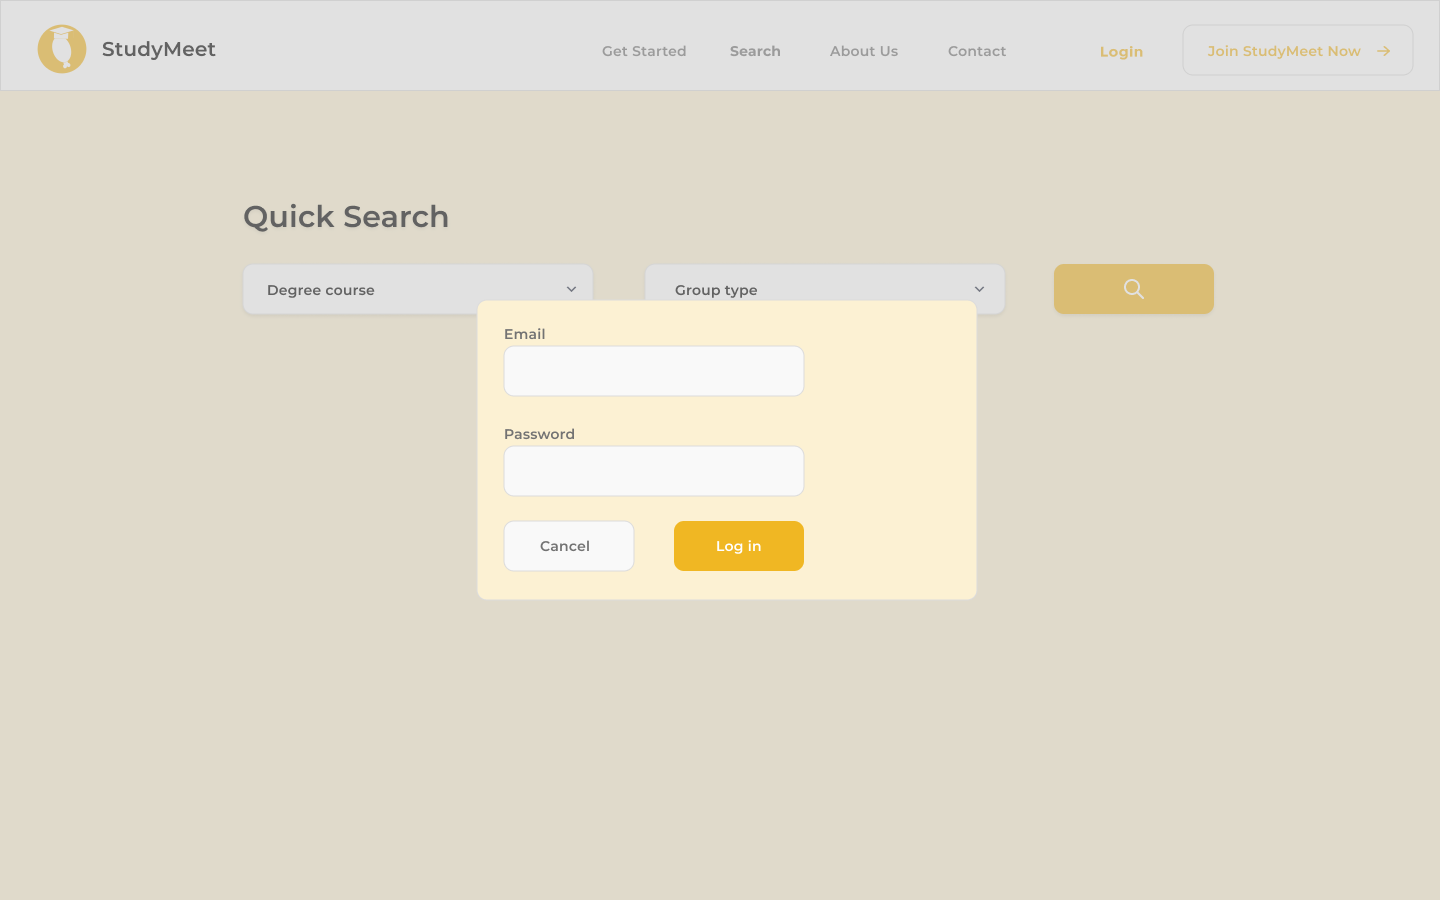 StudyMeet
Get Started
Search
About Us
Contact
Login
Join StudyMeet Now
Quick Search
Degree course
Group type
Email
Password
Cancel
Log in